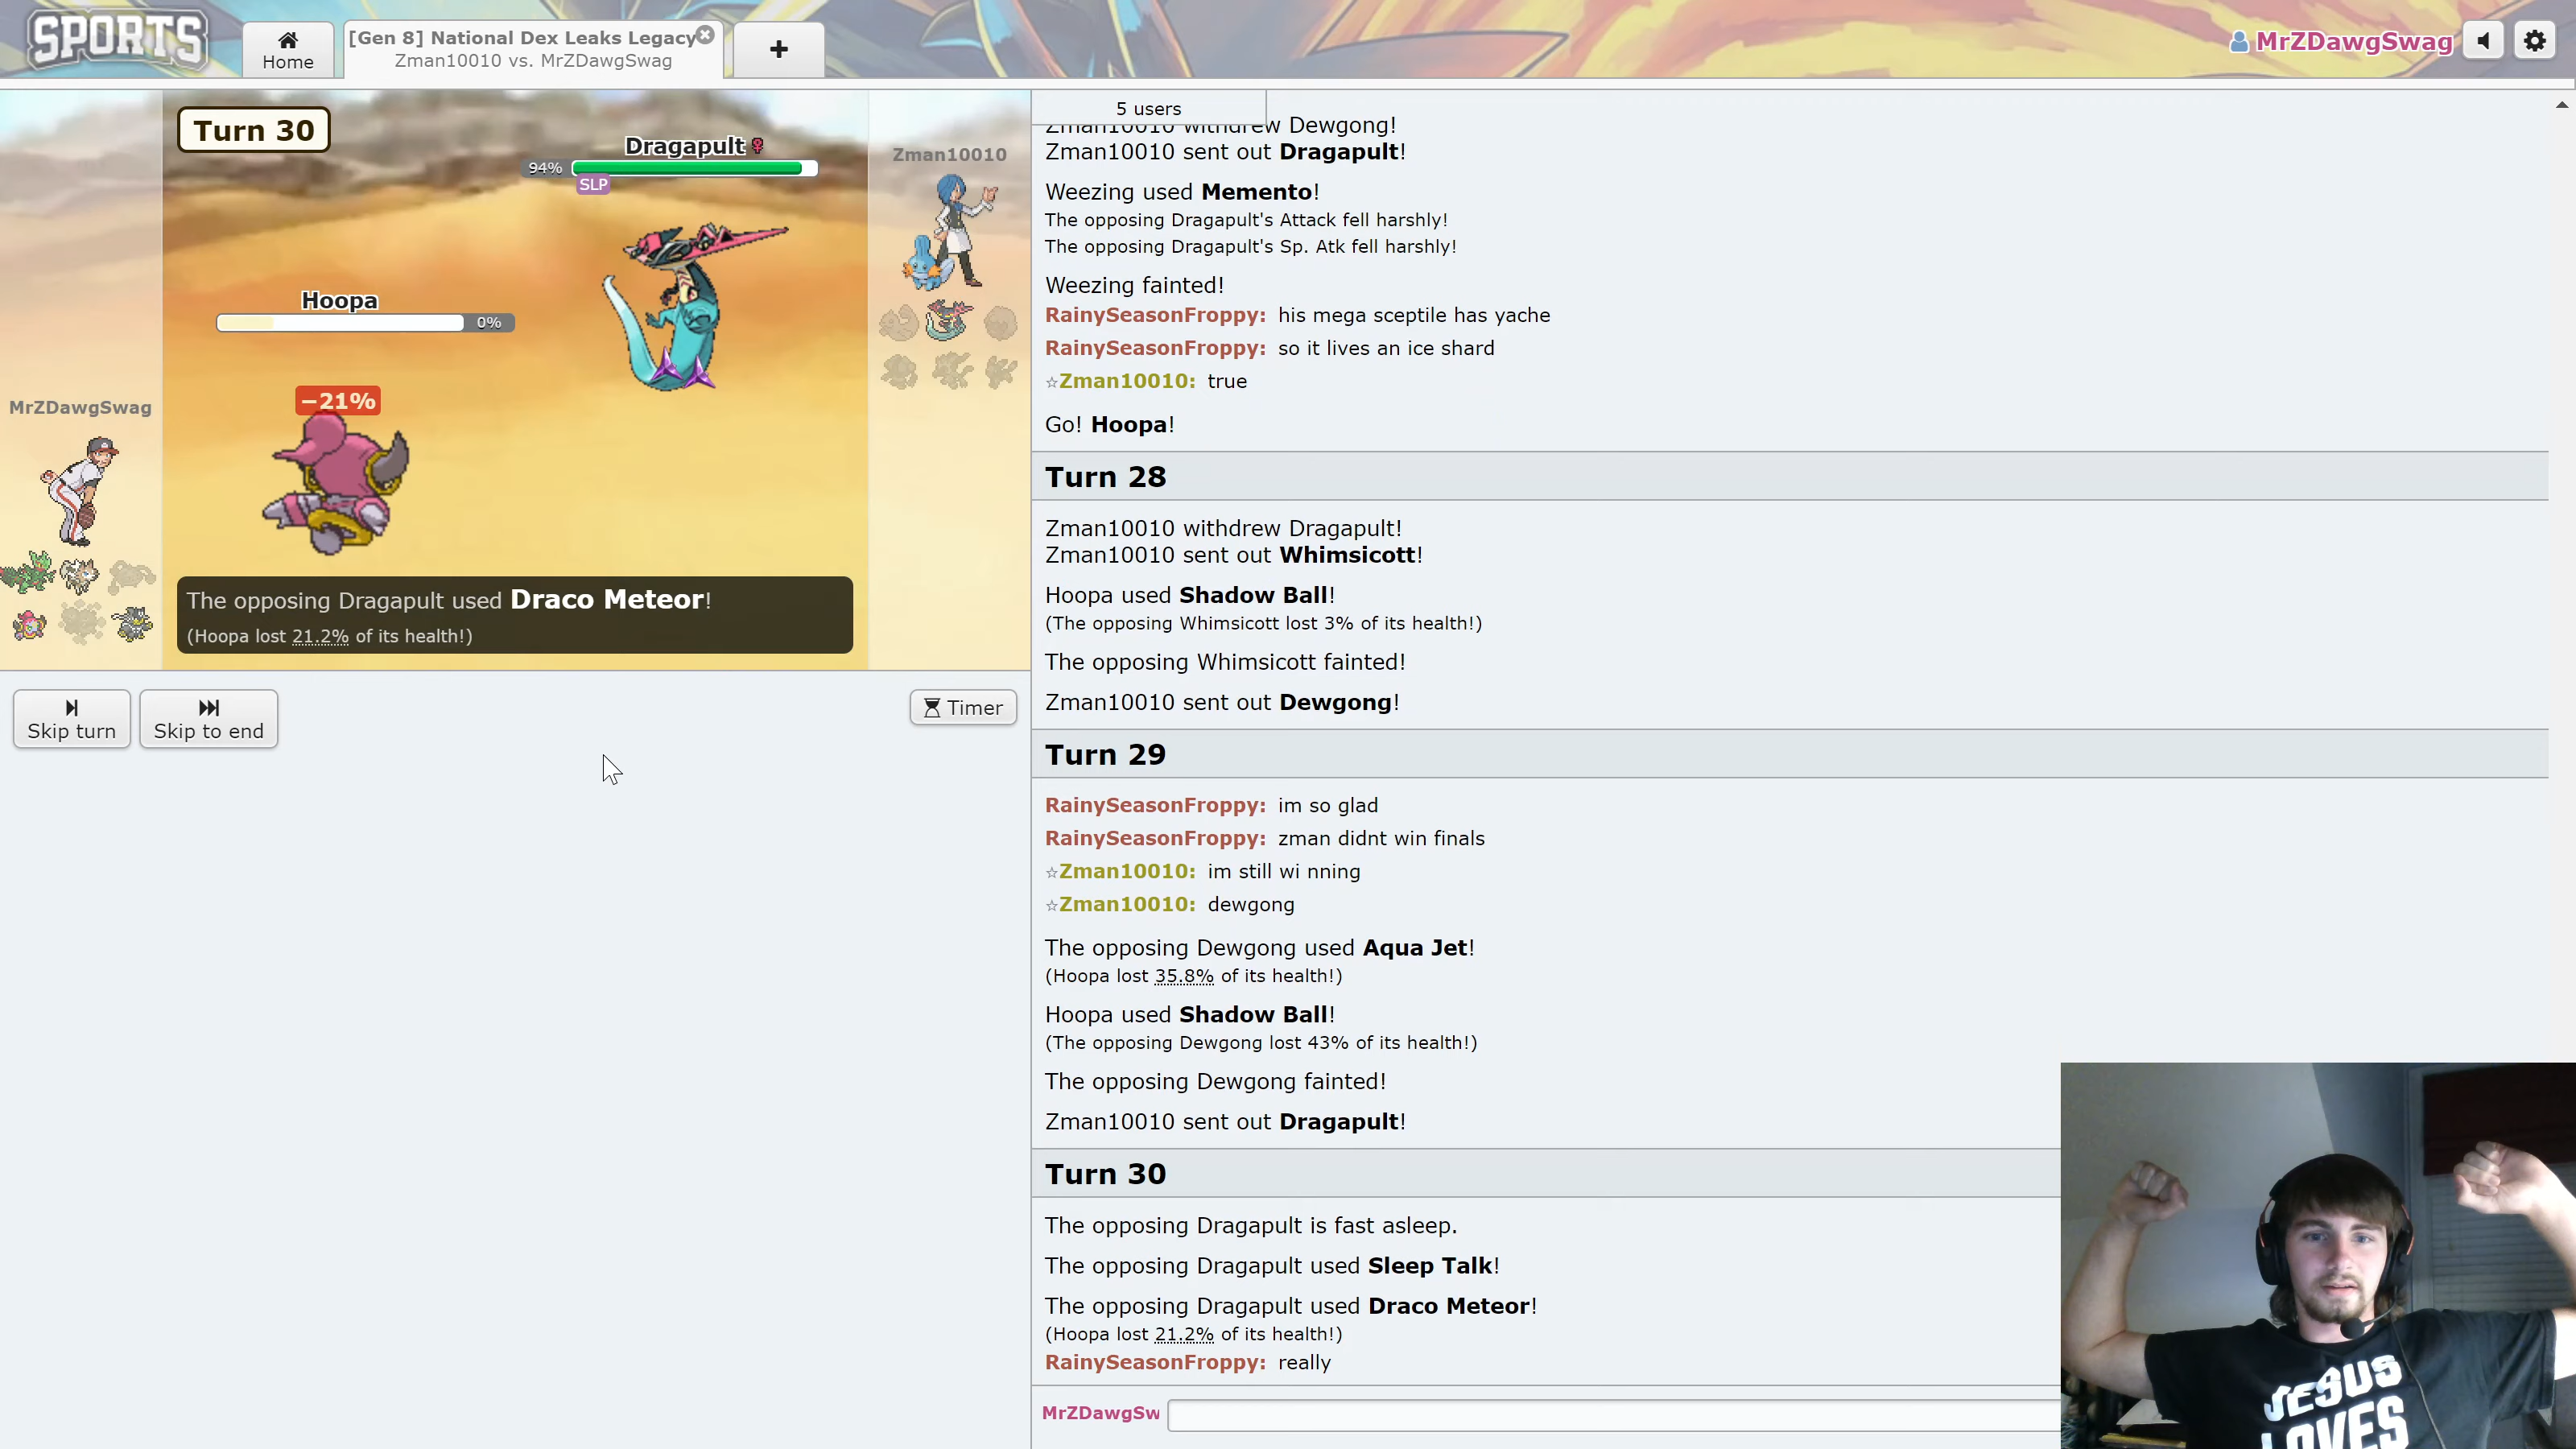 SPORTS
Home
[Gen 8] National Dex Leaks Legacy
Zman10010 vs. MrZDawgSwag
MrZDawgSwag
Turn 30
Dragapult
94%
SLP
Zman10010
Hoopa
0%
−21%
MrZDawgSwag
The opposing Dragapult used Draco Meteor!
(Hoopa lost 21.2% of its health!)
Skip turn
Skip to end
Timer
5 users
Zman10010 withdrew Dewgong!
Zman10010 sent out Dragapult!
Weezing used Memento!
The opposing Dragapult's Attack fell harshly!
The opposing Dragapult's Sp. Atk fell harshly!
Weezing fainted!
RainySeasonFroppy: his mega sceptile has yache
RainySeasonFroppy: so it lives an ice shard
☆Zman10010: true
Go! Hoopa!
Turn 28
Zman10010 withdrew Dragapult!
Zman10010 sent out Whimsicott!
Hoopa used Shadow Ball!
(The opposing Whimsicott lost 3% of its health!)
The opposing Whimsicott fainted!
Zman10010 sent out Dewgong!
Turn 29
RainySeasonFroppy: im so glad
RainySeasonFroppy: zman didnt win finals
☆Zman10010: im still wi nning
☆Zman10010: dewgong
The opposing Dewgong used Aqua Jet!
(Hoopa lost 35.8% of its health!)
Hoopa used Shadow Ball!
(The opposing Dewgong lost 43% of its health!)
The opposing Dewgong fainted!
Zman10010 sent out Dragapult!
Turn 30
The opposing Dragapult is fast asleep.
The opposing Dragapult used Sleep Talk!
The opposing Dragapult used Draco Meteor!
(Hoopa lost 21.2% of its health!)
RainySeasonFroppy: really
MrZDawgSw
JESUS
LOVES